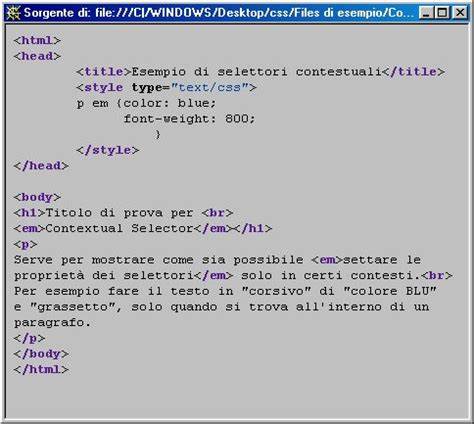 Sorgente di: file:///C|/WINDOWS/Desktop/css/Files di esempio/Co...
<html>
<head>
<title>Esempio di selettori contestuali</title>
<style type="text/css">
p em {color: blue;
font-weight: 800;
}
</style>
</head>
<body>
<h1>Titolo di prova per <br>
<em>Contextual Selector</em></h1>
<p>
Serve per mostrare come sia possibile <em>settare le
proprietà dei selettori</em> solo in certi contesti.<br>
Per esempio fare il testo in "corsivo" di "colore BLU"
e "grassetto", solo quando si trova all'interno di un
paragrafo.
</p>
</body>
</html>